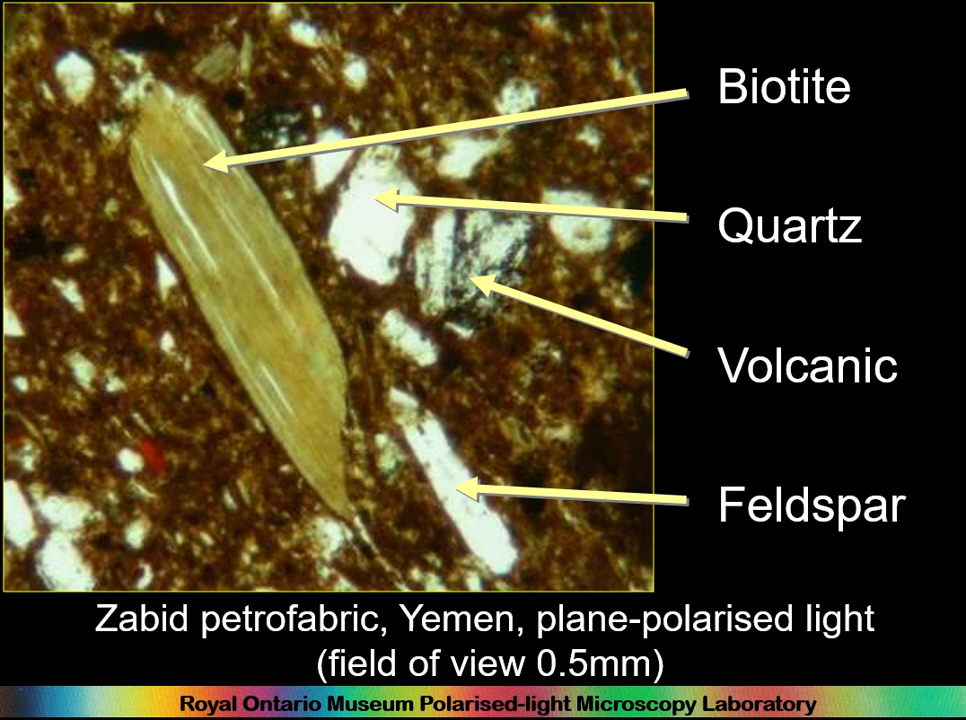 Biotite
Quartz
Volcanic
Feldspar
Zabid petrofabric, Yemen, plane-polarised light
(field of view 0.5mm)
Royal Ontario Museum Polarised-light Microscopy Laboratory